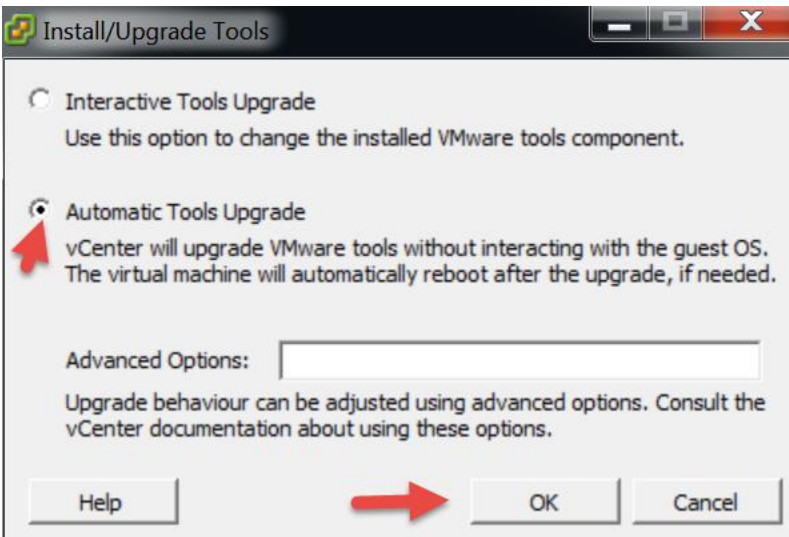 Install/Upgrade Tools
Interactive Tools Upgrade
Use this option to change the installed VMware tools component.
Automatic Tools Upgrade
vCenter will upgrade VMware tools without interacting with the guest OS.
The virtual machine will automatically reboot after the upgrade, if needed.
Advanced Options:
Upgrade behaviour can be adjusted using advanced options. Consult the
vCenter documentation about using these options.
Help OK Cancel